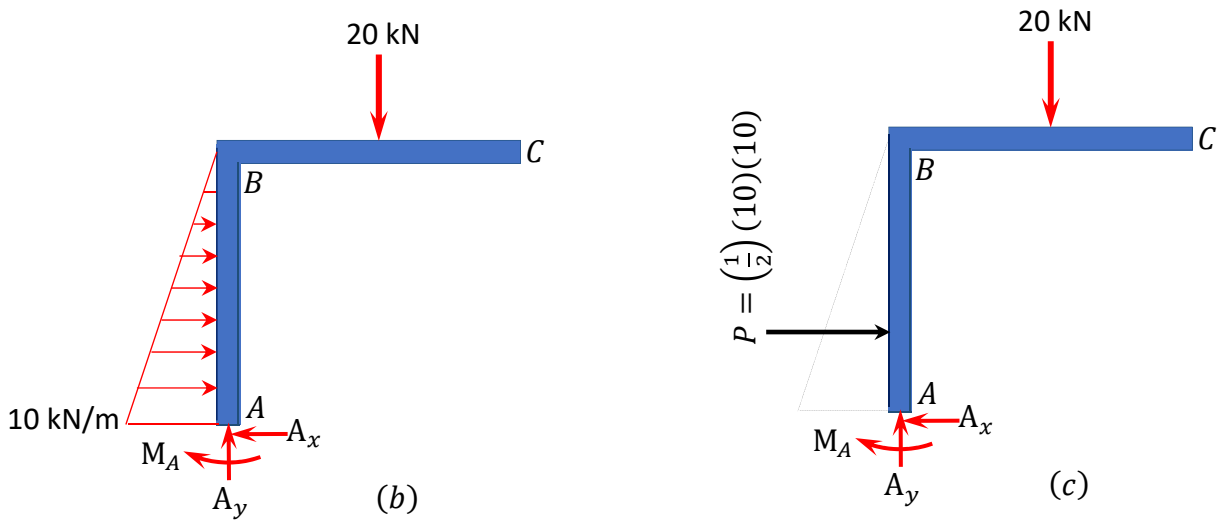 20 kN
C
B
10 kN/m
A
A_x
M_A
A_y
(b)
20 kN
C
B
P = (1/2) (10)(10)
A
A_x
M_A
A_y
(c)